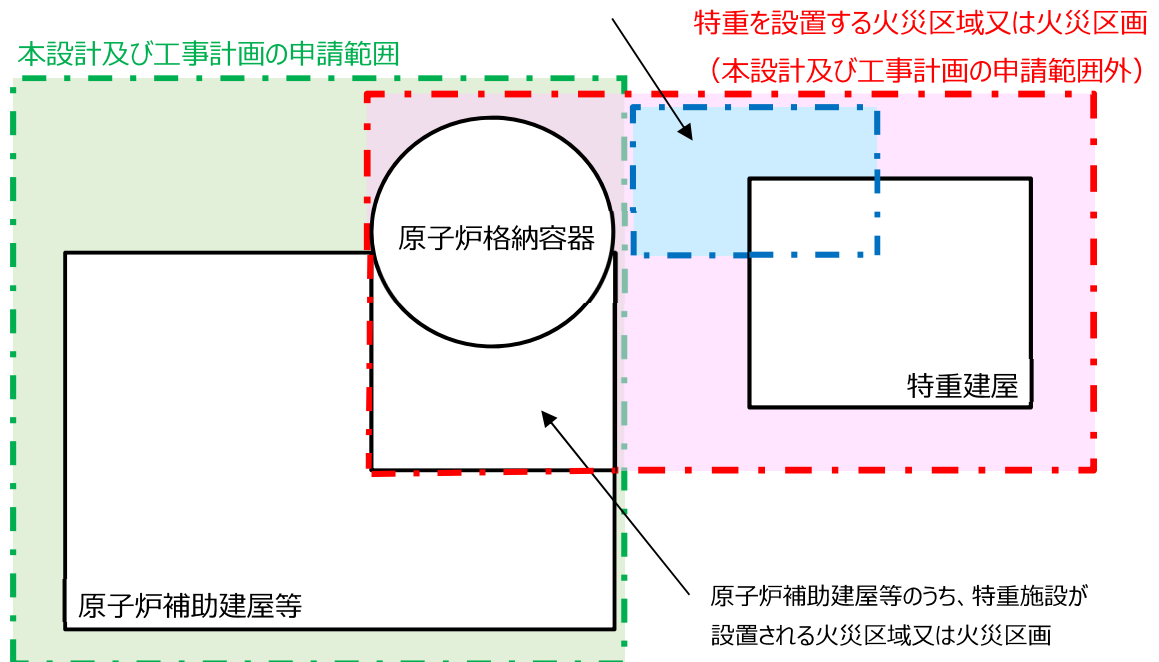 特重を設置する火災区域又は火災区画
（本設計及び工事計画の申請範囲外）
本設計及び工事計画の申請範囲
原子炉格納容器
特重建屋
原子炉補助建屋等
原子炉補助建屋等のうち、特重施設が
設置される火災区域又は火災区画